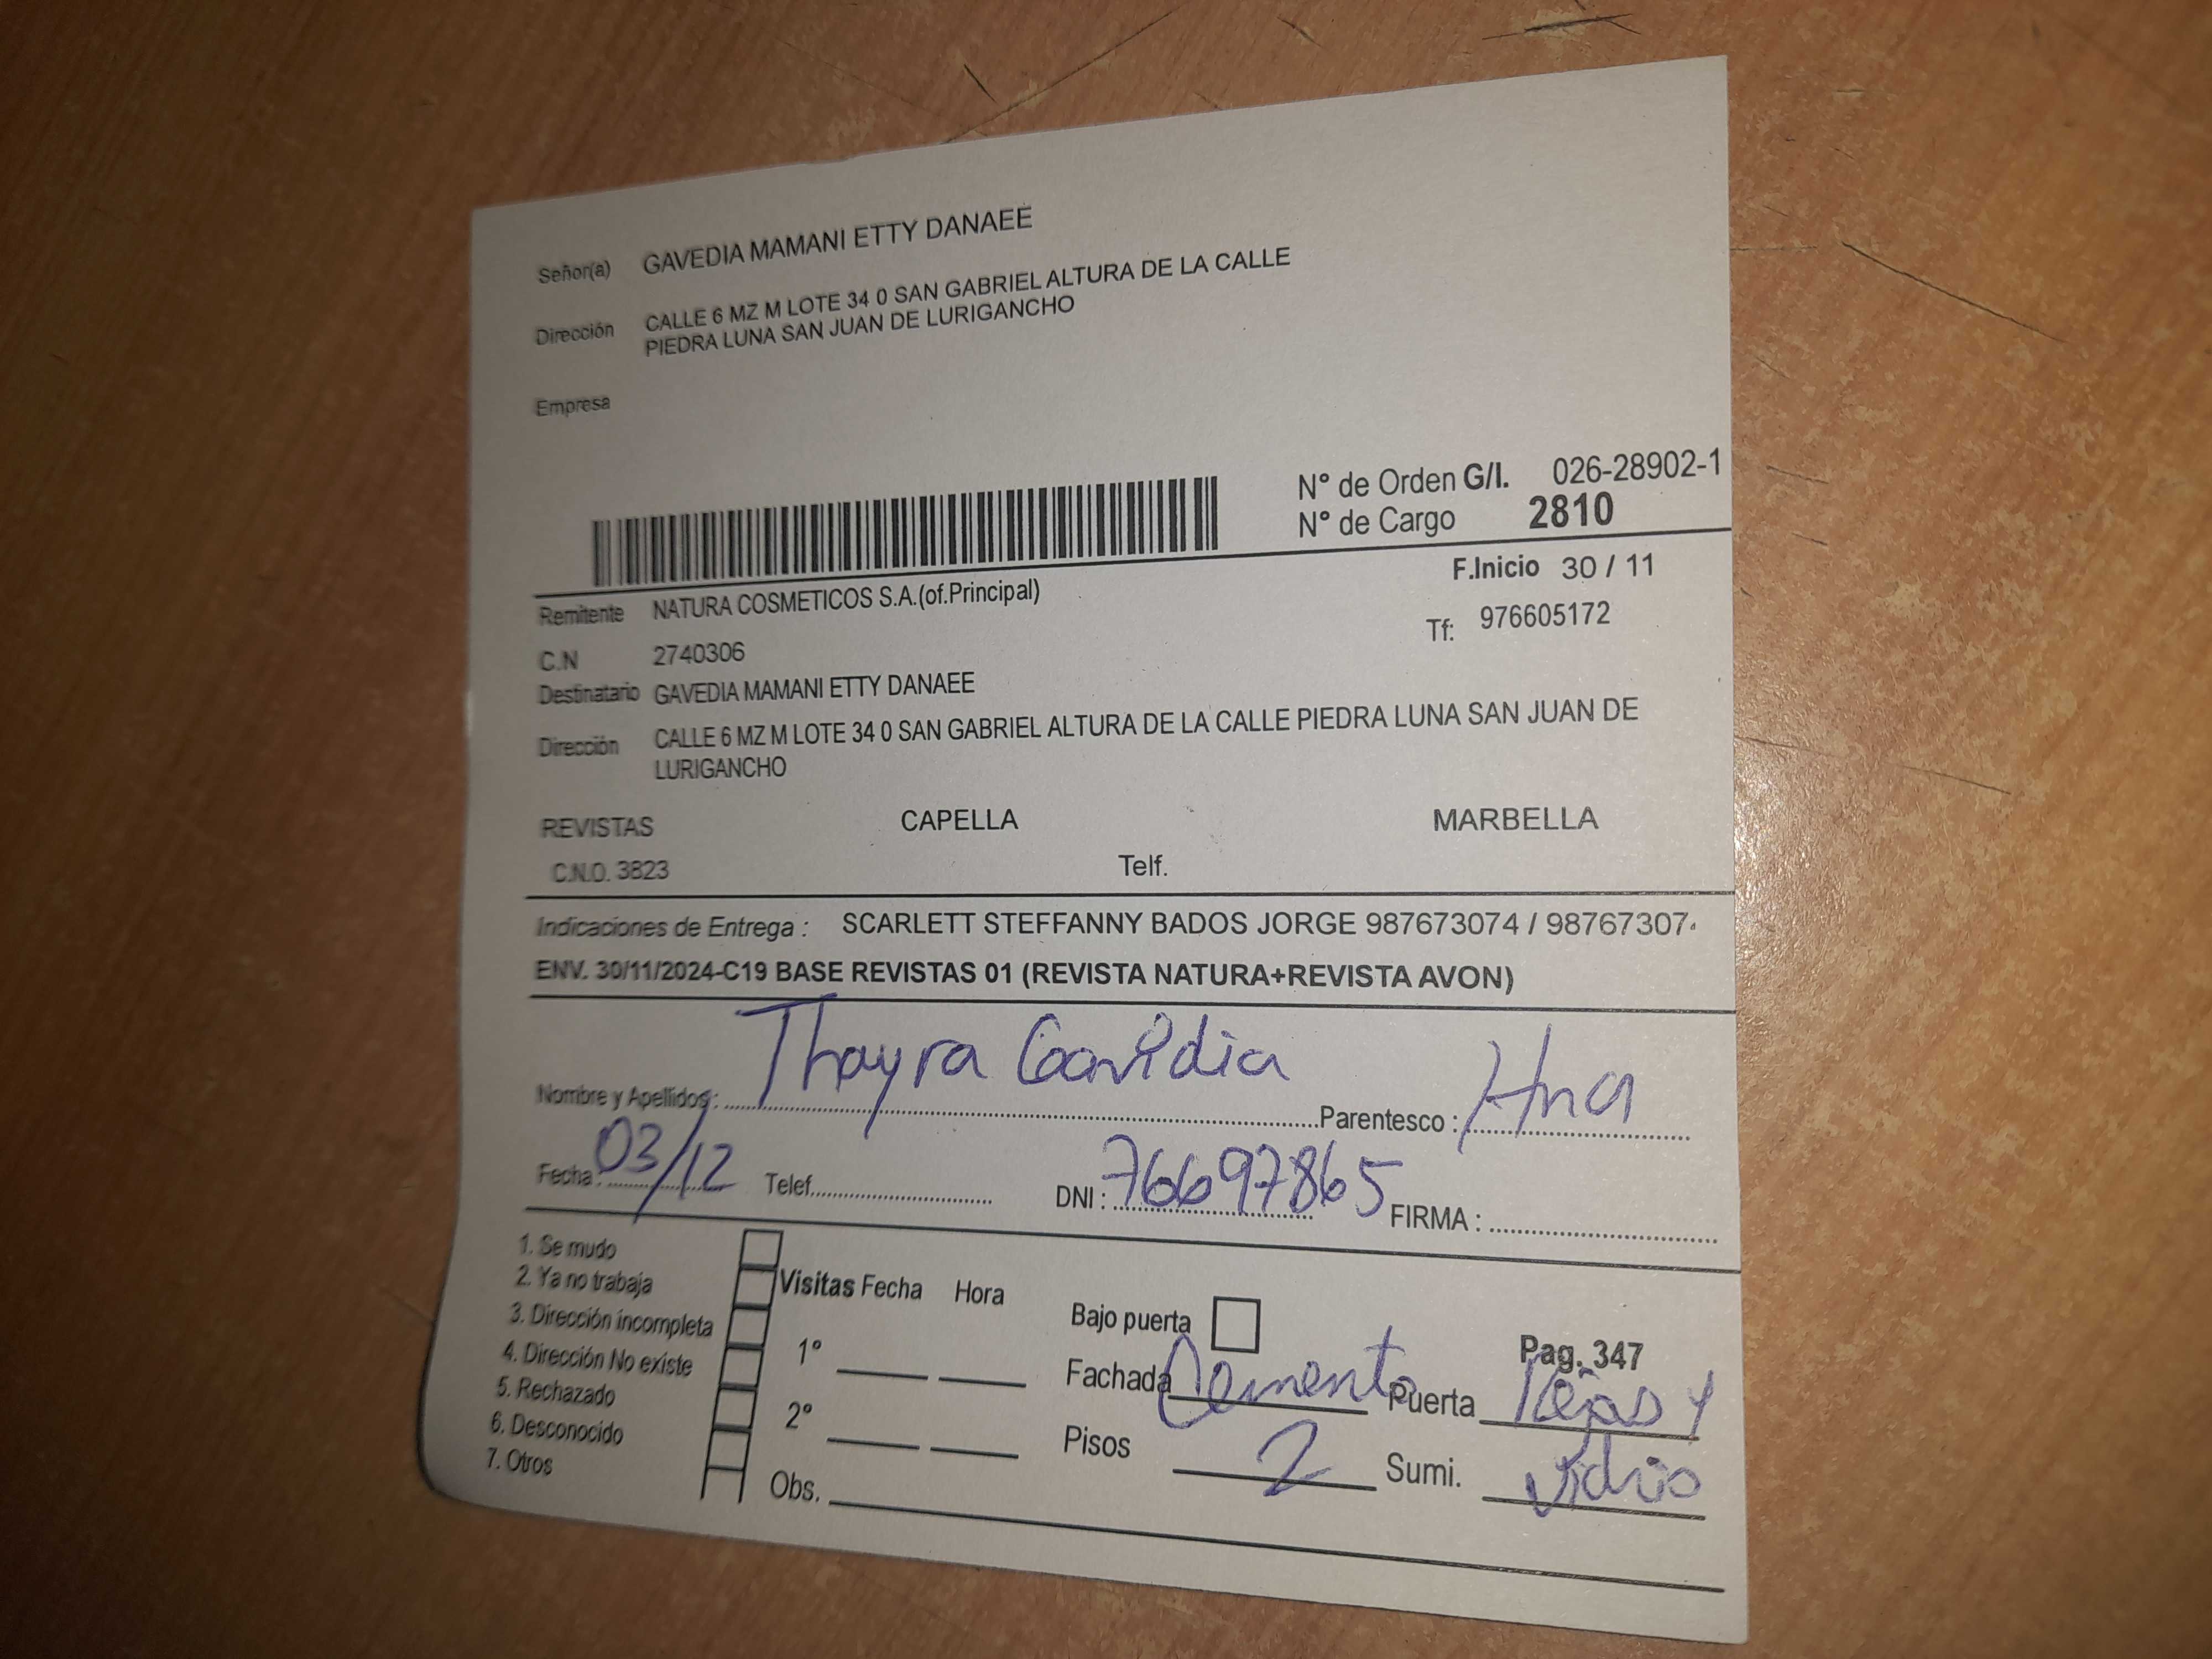 Señor(a) GAVEDIA MAMANI ETTY DANAEE
Dirección CALLE 6 MZ M LOTE 34 0 SAN GABRIEL ALTURA DE LA CALLE
PIEDRA LUNA SAN JUAN DE LURIGANCHO
Empresa
N° de Orden G/I. 026-28902-1
N° de Cargo 2810
F.Inicio 30 / 11
Remitente NATURA COSMETICOS S.A.(of.Principal)
Tf: 976605172
C.N 2740306
Destinatario GAVEDIA MAMANI ETTY DANAEE
Dirección CALLE 6 MZ M LOTE 34 0 SAN GABRIEL ALTURA DE LA CALLE PIEDRA LUNA SAN JUAN DE
LURIGANCHO
REVISTAS CAPELLA MARBELLA
C.N.O. 3823 Telf.
Indicaciones de Entrega : SCARLETT STEFFANNY BADOS JORGE 987673074 / 98767307
ENV. 30/11/2024-C19 BASE REVISTAS 01 (REVISTA NATURA+REVISTA AVON)
Nombre y Apellidos : Thayra Gavidia Parentesco : Hna
Fecha : 03/12 Telef. DNI : 76697865 FIRMA :
1. Se mudo
2. Ya no trabaja
3. Dirección incompleta
4. Dirección No existe
5. Rechazado
6. Desconocido
7. Otros
Visitas Fecha Hora
1°
2°
Obs.
Bajo puerta
Pag. 347
Fachada Cemento Puerta Rejas y
Pisos 2 Sumi. vidrio